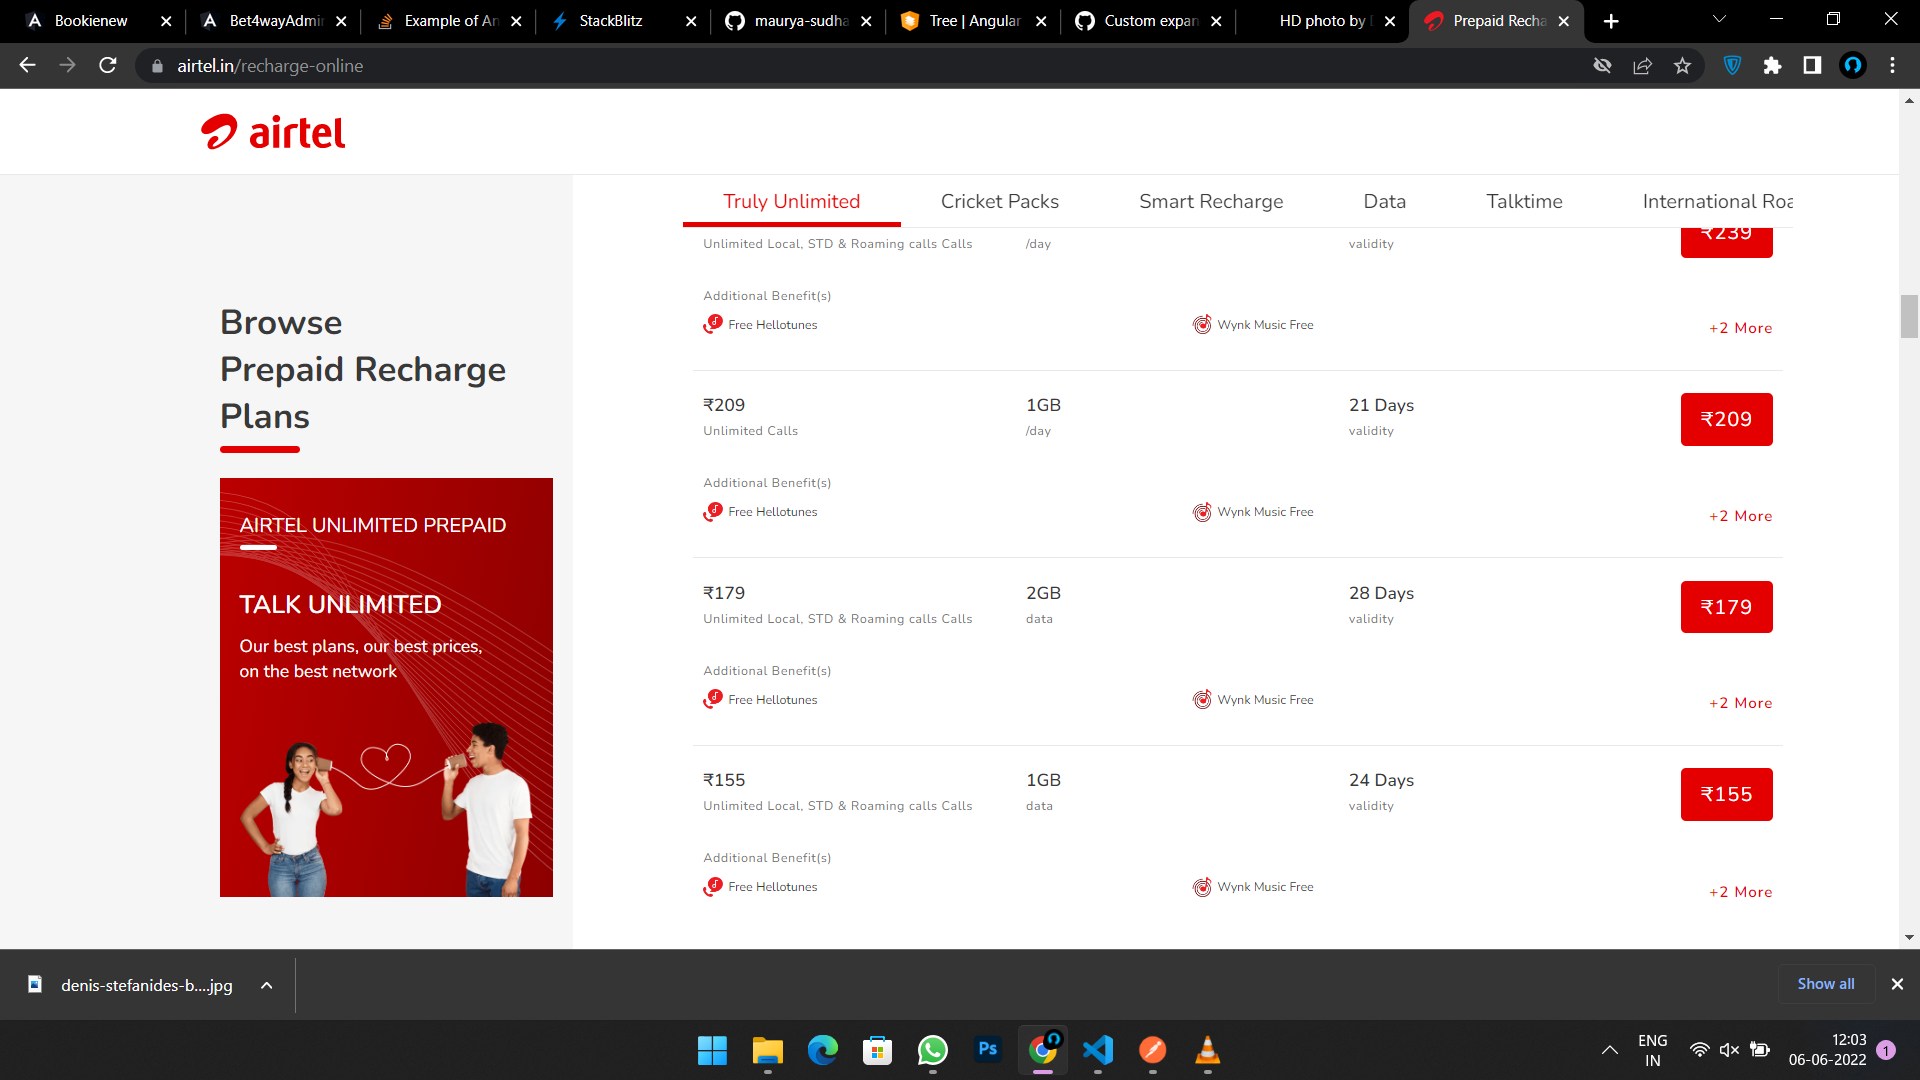 Bookienew
Bet4wayAdmin
Example of An
StackBlitz
maurya-sudha
Tree | Angular
Custom expan
HD photo by D
Prepaid Recha
airtel.in/recharge-online
airtel
Truly Unlimited
Cricket Packs
Smart Recharge
Data
Talktime
International Roa
Unlimited Local, STD & Roaming calls Calls
/day
validity
₹239
Additional Benefit(s)
Free Hellotunes
Wynk Music Free
+2 More
Browse
Prepaid Recharge
Plans
₹209
1GB
21 Days
₹209
Unlimited Calls
/day
validity
Additional Benefit(s)
Free Hellotunes
Wynk Music Free
+2 More
AIRTEL UNLIMITED PREPAID
TALK UNLIMITED
Our best plans, our best prices,
on the best network
₹179
2GB
28 Days
₹179
Unlimited Local, STD & Roaming calls Calls
data
validity
Additional Benefit(s)
Free Hellotunes
Wynk Music Free
+2 More
₹155
1GB
24 Days
₹155
Unlimited Local, STD & Roaming calls Calls
data
validity
Additional Benefit(s)
Free Hellotunes
Wynk Music Free
+2 More
denis-stefanides-b....jpg
Show all
Ps
ENG
IN
12:03
06-06-2022
1